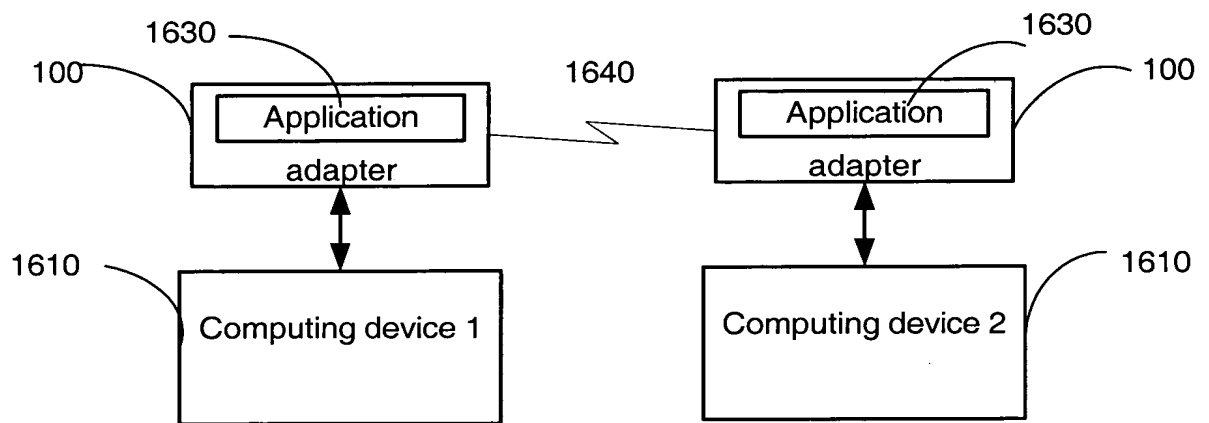 1630
1630
100
1640
100
Application
Application
adapter
adapter
1610
1610
Computing device 1
Computing device 2